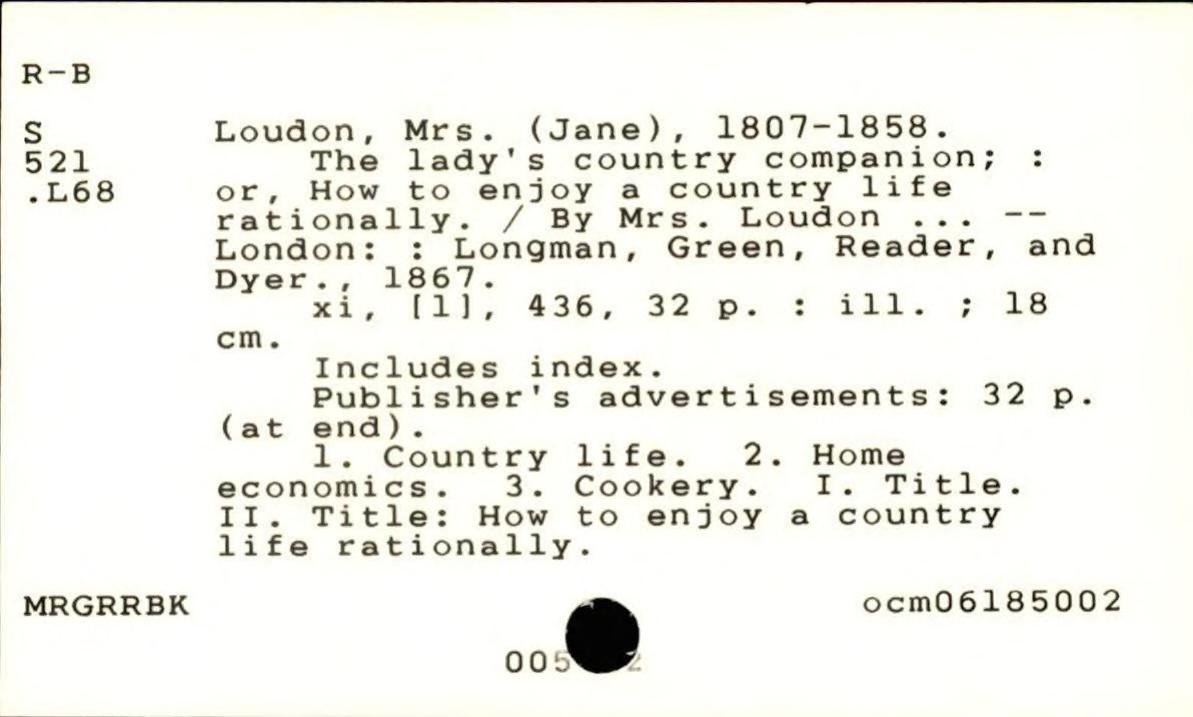 R-B
S Loudon, Mrs. (Jane), 1807-1858.
521 The lady's country companion; :
.L68 or, How to enjoy a country life
rationally. / By Mrs. Loudon ... --
London: : Longman, Green, Reader, and
Dyer., 1867.
xi, [1], 436, 32 p. : ill. ; 18
cm.
Includes index.
Publisher's advertisements: 32 p.
(at end).
1. Country life. 2. Home
economics. 3. Cookery. I. Title.
II. Title: How to enjoy a country
life rationally.
MRGRRBK ocm06185002